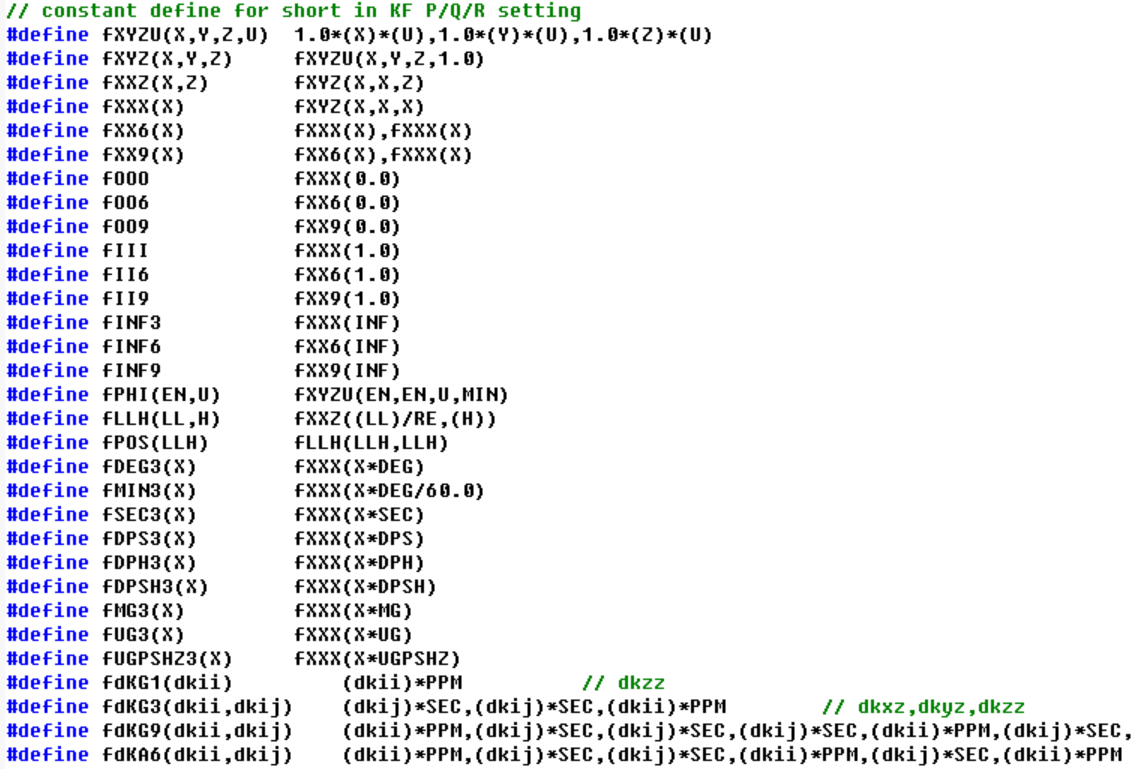 // constant define for short in KF P/Q/R setting
#define fXYZU(X,Y,Z,U) 1.0*(X)*(U),1.0*(Y)*(U),1.0*(Z)*(U)
#define fXYZ(X,Y,Z) fXYZU(X,Y,Z,1.0)
#define fXXZ(X,Z) fXYZ(X,X,Z)
#define fXXX(X) fXYZ(X,X,X)
#define fXX6(X) fXXX(X),fXXX(X)
#define fXX9(X) fXX6(X),fXXX(X)
#define fOOO fXXX(0.0)
#define fOO6 fXX6(0.0)
#define fOO9 fXX9(0.0)
#define fIII fXXX(1.0)
#define fII6 fXX6(1.0)
#define fII9 fXX9(1.0)
#define fINF3 fXXX(INF)
#define fINF6 fXX6(INF)
#define fINF9 fXX9(INF)
#define fPHI(EN,U) fXYZU(EN,EN,U,MIN)
#define fLLH(LL,H) fXXZ((LL)/RE,(H))
#define fPOS(LLH) fLLH(LLH,LLH)
#define fDEG3(X) fXXX(X*DEG)
#define fMIN3(X) fXXX(X*DEG/60.0)
#define fSEC3(X) fXXX(X*SEC)
#define fDPS3(X) fXXX(X*DPS)
#define fDPH3(X) fXXX(X*DPH)
#define fDPSH3(X) fXXX(X*DPSH)
#define fMG3(X) fXXX(X*MG)
#define fUG3(X) fXXX(X*UG)
#define fUGPSHZ3(X) fXXX(X*UGPSHZ)
#define fdKG1(dkii) (dkii)*PPM // dkzz
#define fdKG3(dkii,dkij) (dkij)*SEC,(dkij)*SEC,(dkii)*PPM // dkxz,dkyz,dkzz
#define fdKG9(dkii,dkij) (dkii)*PPM,(dkij)*SEC,(dkij)*SEC,(dkij)*SEC,(dkii)*PPM,(dkij)*SEC,
#define fdKA6(dkii,dkij) (dkii)*PPM,(dkij)*SEC,(dkij)*SEC,(dkii)*PPM,(dkij)*SEC,(dkii)*PPM